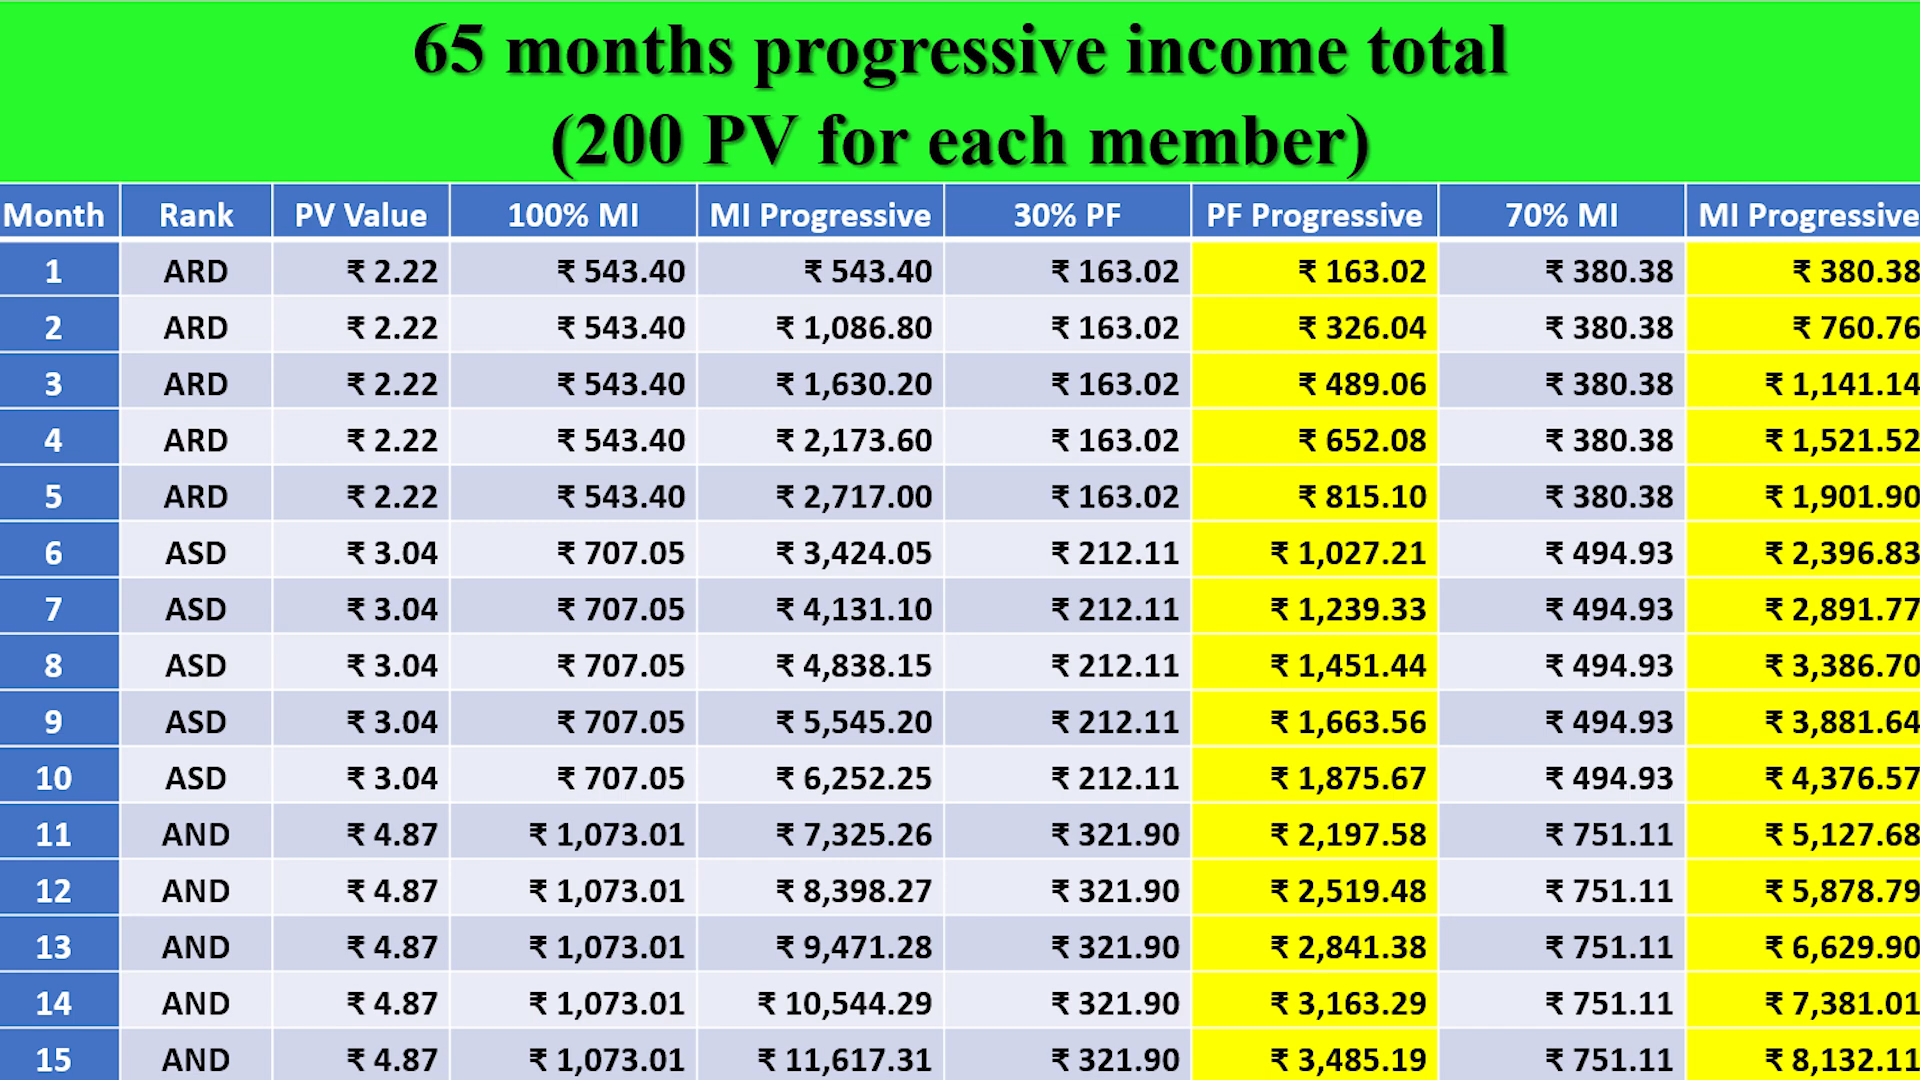 65 months progressive income total
(200 PV for each member)
Month Rank PV Value 100% MI MI Progressive 30% PF PF Progressive 70% MI MI Progressive
1 ARD ₹ 2.22 ₹ 543.40 ₹ 543.40 ₹ 163.02 ₹ 163.02 ₹ 380.38 ₹ 380.38
2 ARD ₹ 2.22 ₹ 543.40 ₹ 1,086.80 ₹ 163.02 ₹ 326.04 ₹ 380.38 ₹ 760.76
3 ARD ₹ 2.22 ₹ 543.40 ₹ 1,630.20 ₹ 163.02 ₹ 489.06 ₹ 380.38 ₹ 1,141.14
4 ARD ₹ 2.22 ₹ 543.40 ₹ 2,173.60 ₹ 163.02 ₹ 652.08 ₹ 380.38 ₹ 1,521.52
5 ARD ₹ 2.22 ₹ 543.40 ₹ 2,717.00 ₹ 163.02 ₹ 815.10 ₹ 380.38 ₹ 1,901.90
6 ASD ₹ 3.04 ₹ 707.05 ₹ 3,424.05 ₹ 212.11 ₹ 1,027.21 ₹ 494.93 ₹ 2,396.83
7 ASD ₹ 3.04 ₹ 707.05 ₹ 4,131.10 ₹ 212.11 ₹ 1,239.33 ₹ 494.93 ₹ 2,891.77
8 ASD ₹ 3.04 ₹ 707.05 ₹ 4,838.15 ₹ 212.11 ₹ 1,451.44 ₹ 494.93 ₹ 3,386.70
9 ASD ₹ 3.04 ₹ 707.05 ₹ 5,545.20 ₹ 212.11 ₹ 1,663.56 ₹ 494.93 ₹ 3,881.64
10 ASD ₹ 3.04 ₹ 707.05 ₹ 6,252.25 ₹ 212.11 ₹ 1,875.67 ₹ 494.93 ₹ 4,376.57
11 AND ₹ 4.87 ₹ 1,073.01 ₹ 7,325.26 ₹ 321.90 ₹ 2,197.58 ₹ 751.11 ₹ 5,127.68
12 AND ₹ 4.87 ₹ 1,073.01 ₹ 8,398.27 ₹ 321.90 ₹ 2,519.48 ₹ 751.11 ₹ 5,878.79
13 AND ₹ 4.87 ₹ 1,073.01 ₹ 9,471.28 ₹ 321.90 ₹ 2,841.38 ₹ 751.11 ₹ 6,629.90
14 AND ₹ 4.87 ₹ 1,073.01 ₹ 10,544.29 ₹ 321.90 ₹ 3,163.29 ₹ 751.11 ₹ 7,381.01
15 AND ₹ 4.87 ₹ 1,073.01 ₹ 11,617.31 ₹ 321.90 ₹ 3,485.19 ₹ 751.11 ₹ 8,132.11